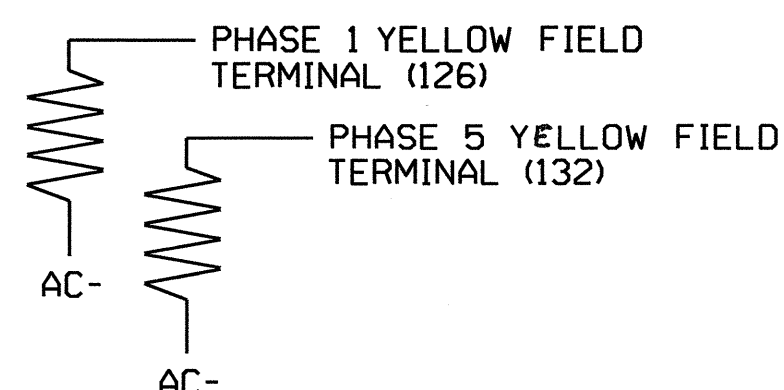 PHASE 1 YELLOW FIELD
TERMINAL (126)
PHASE 5 YELLOW FIELD
TERMINAL (132)
AC-
AC-